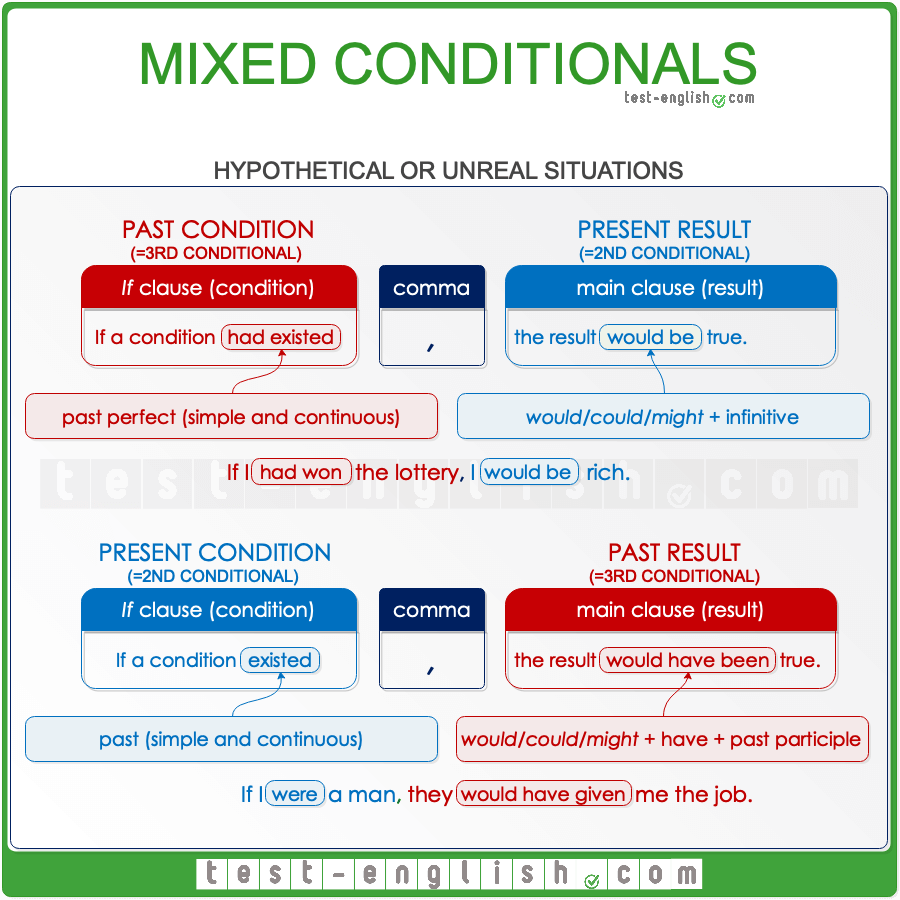 MIXED CONDITIONALS
test-english.com
HYPOTHETICAL OR UNREAL SITUATIONS
PAST CONDITION
(=3RD CONDITIONAL)
If clause (condition)
If a condition had existed
past perfect (simple and continuous)
comma
,
PRESENT RESULT
(=2ND CONDITIONAL)
main clause (result)
the result would be true.
would/could/might + infinitive
If I had won the lottery, I would be rich.
test-english.com
PRESENT CONDITION
(=2ND CONDITIONAL)
If clause (condition)
If a condition existed
past (simple and continuous)
comma
,
PAST RESULT
(=3RD CONDITIONAL)
main clause (result)
the result would have been true.
would/could/might + have + past participle
If I were a man, they would have given me the job.
test-english.com